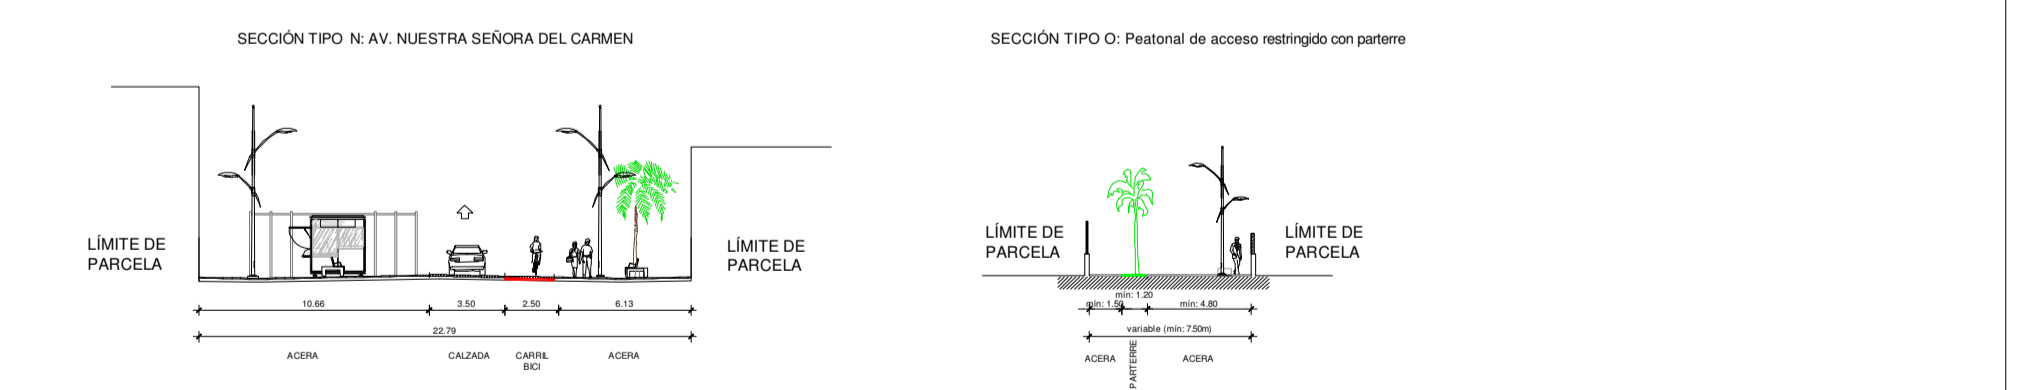 SECCIÓN TIPO N: AV. NUESTRA SEÑORA DEL CARMEN
LÍMITE DE
PARCELA
LÍMITE DE
PARCELA
10.66
3.50
2.50
6.13
22.79
ACERA
CALZADA
CARRIL
BICI
ACERA
SECCIÓN TIPO O: Peatonal de acceso restringido con parterre
LÍMITE DE
PARCELA
LÍMITE DE
PARCELA
mín: 1.20
mín: 1.50
mín: 4.80
variable (mín: 7.50m)
ACERA
PARTERRE
ACERA